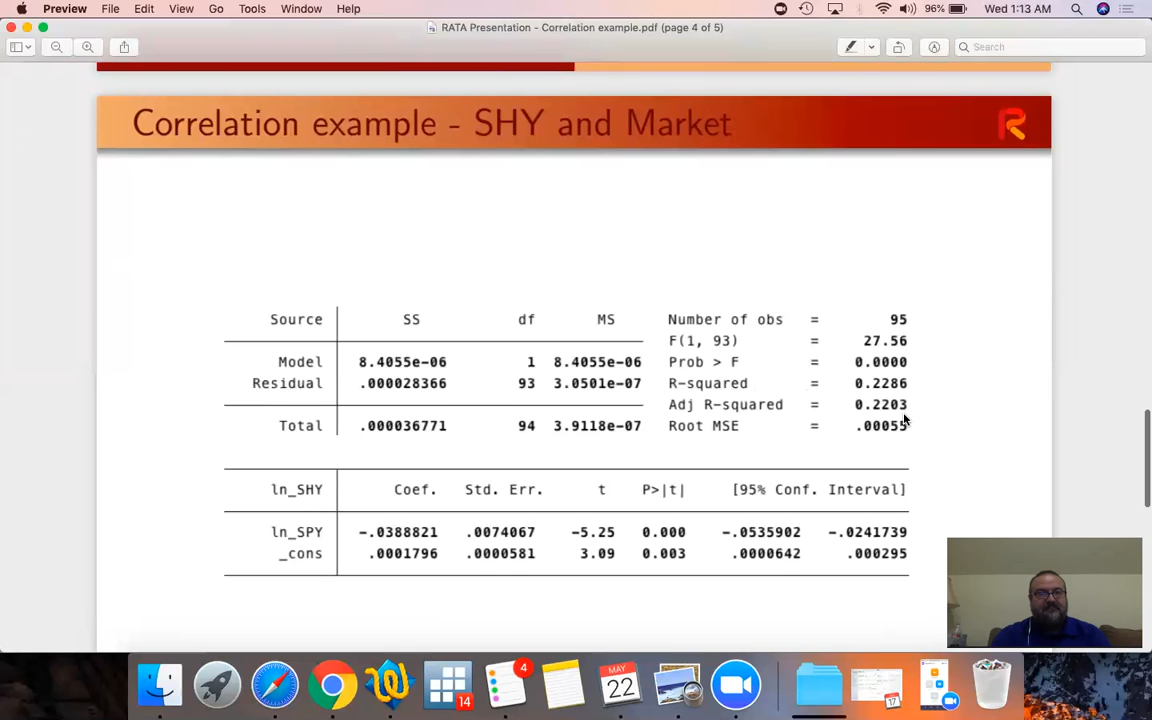 Preview File Edit View Go Tools Window Help 96% Wed 1:13 AM
RATA Presentation - Correlation example.pdf (page 4 of 5)
Search
Correlation example - SHY and Market
R
Source SS df MS Number of obs = 95
F(1, 93) = 27.56
Model 8.4055e-06 1 8.4055e-06 Prob > F = 0.0000
Residual .000028366 93 3.0501e-07 R-squared = 0.2286
Adj R-squared = 0.2203
Total .000036771 94 3.9118e-07 Root MSE = .00055
ln_SHY Coef. Std. Err. t P>|t| [95% Conf. Interval]
ln_SPY -.0388821 .0074067 -5.25 0.000 -.0535902 -.0241739
_cons .0001796 .0000581 3.09 0.003 .0000642 .000295
14
4
MAY
22
17